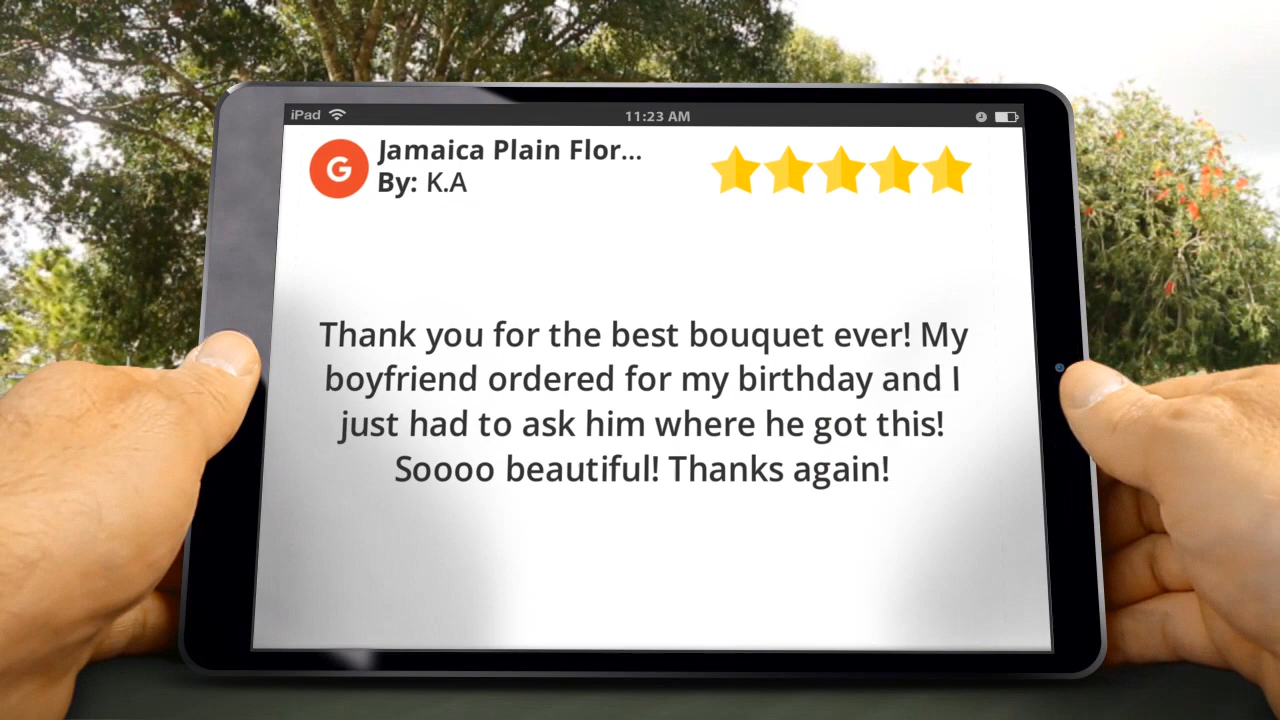 iPad
11:23 AM
G
Jamaica Plain Flor...
By: K.A
Thank you for the best bouquet ever! My
boyfriend ordered for my birthday and I
just had to ask him where he got this!
Soooo beautiful! Thanks again!